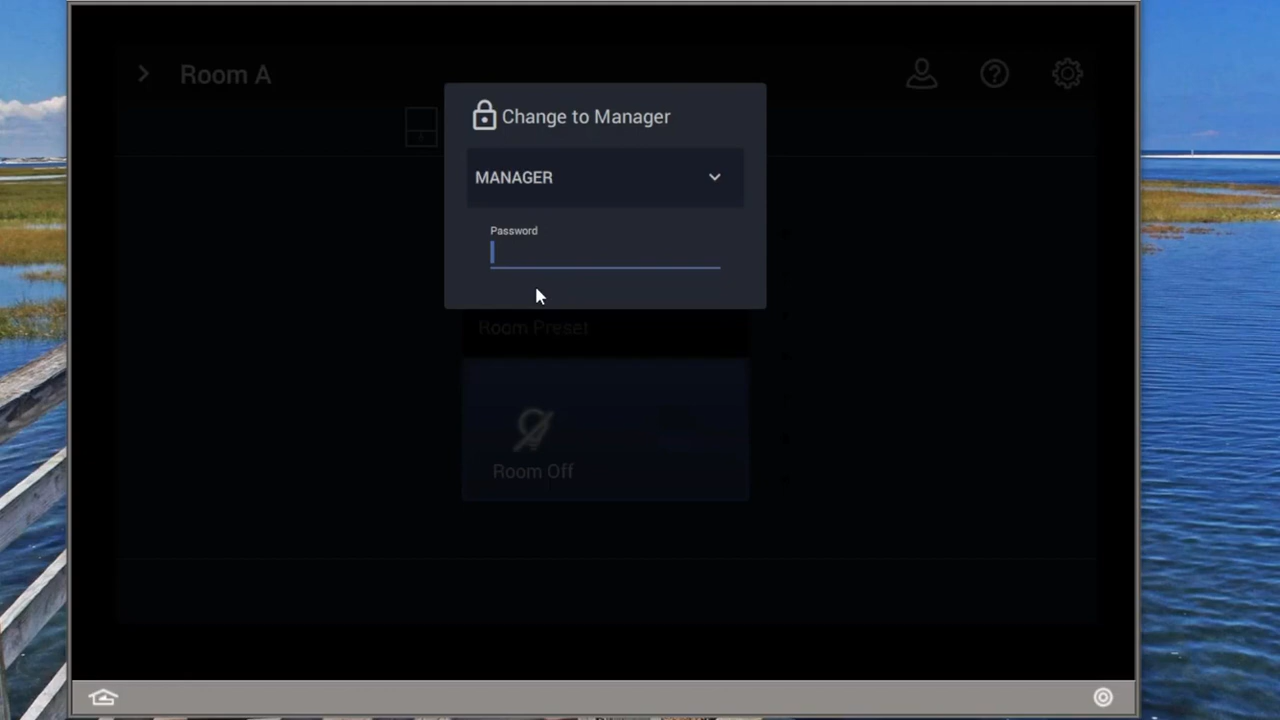 Room A
Change to Manager
MANAGER
Password
Room Preset
Room Off